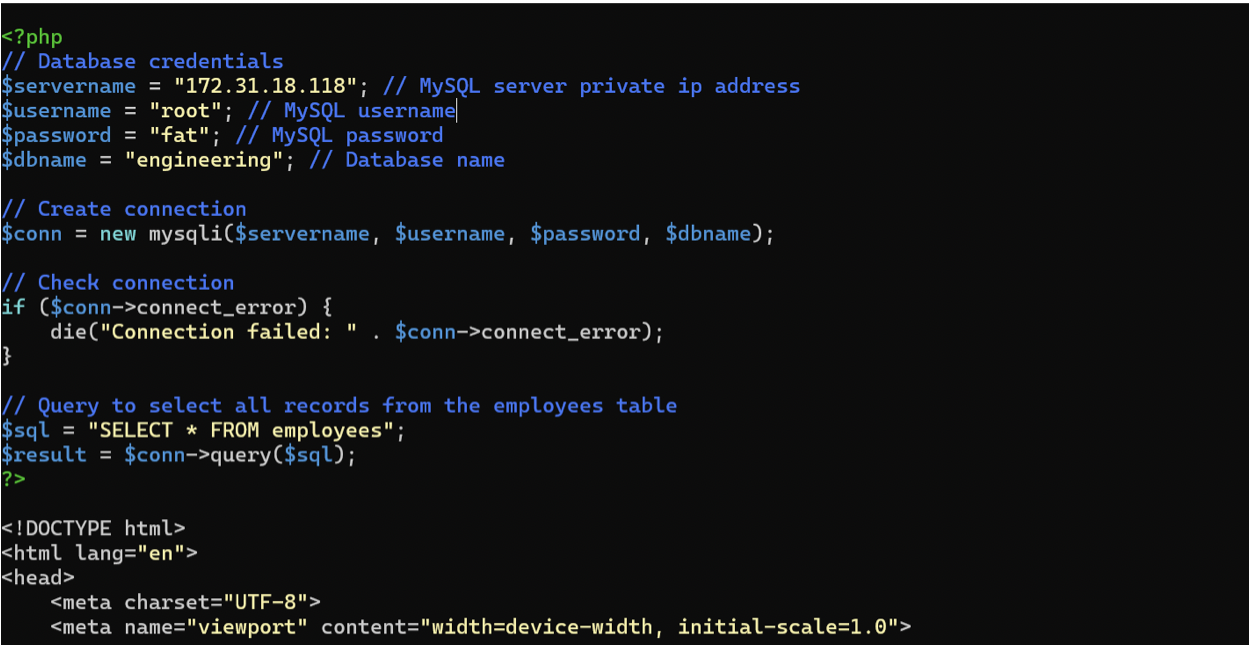 <?php
// Database credentials
$servername = "172.31.18.118"; // MySQL server private ip address
$username = "root"; // MySQL username
$password = "fat"; // MySQL password
$dbname = "engineering"; // Database name

// Create connection
$conn = new mysqli($servername, $username, $password, $dbname);

// Check connection
if ($conn->connect_error) {
    die("Connection failed: " . $conn->connect_error);
}

// Query to select all records from the employees table
$sql = "SELECT * FROM employees";
$result = $conn->query($sql);
?>

<!DOCTYPE html>
<html lang="en">
<head>
    <meta charset="UTF-8">
    <meta name="viewport" content="width=device-width, initial-scale=1.0">